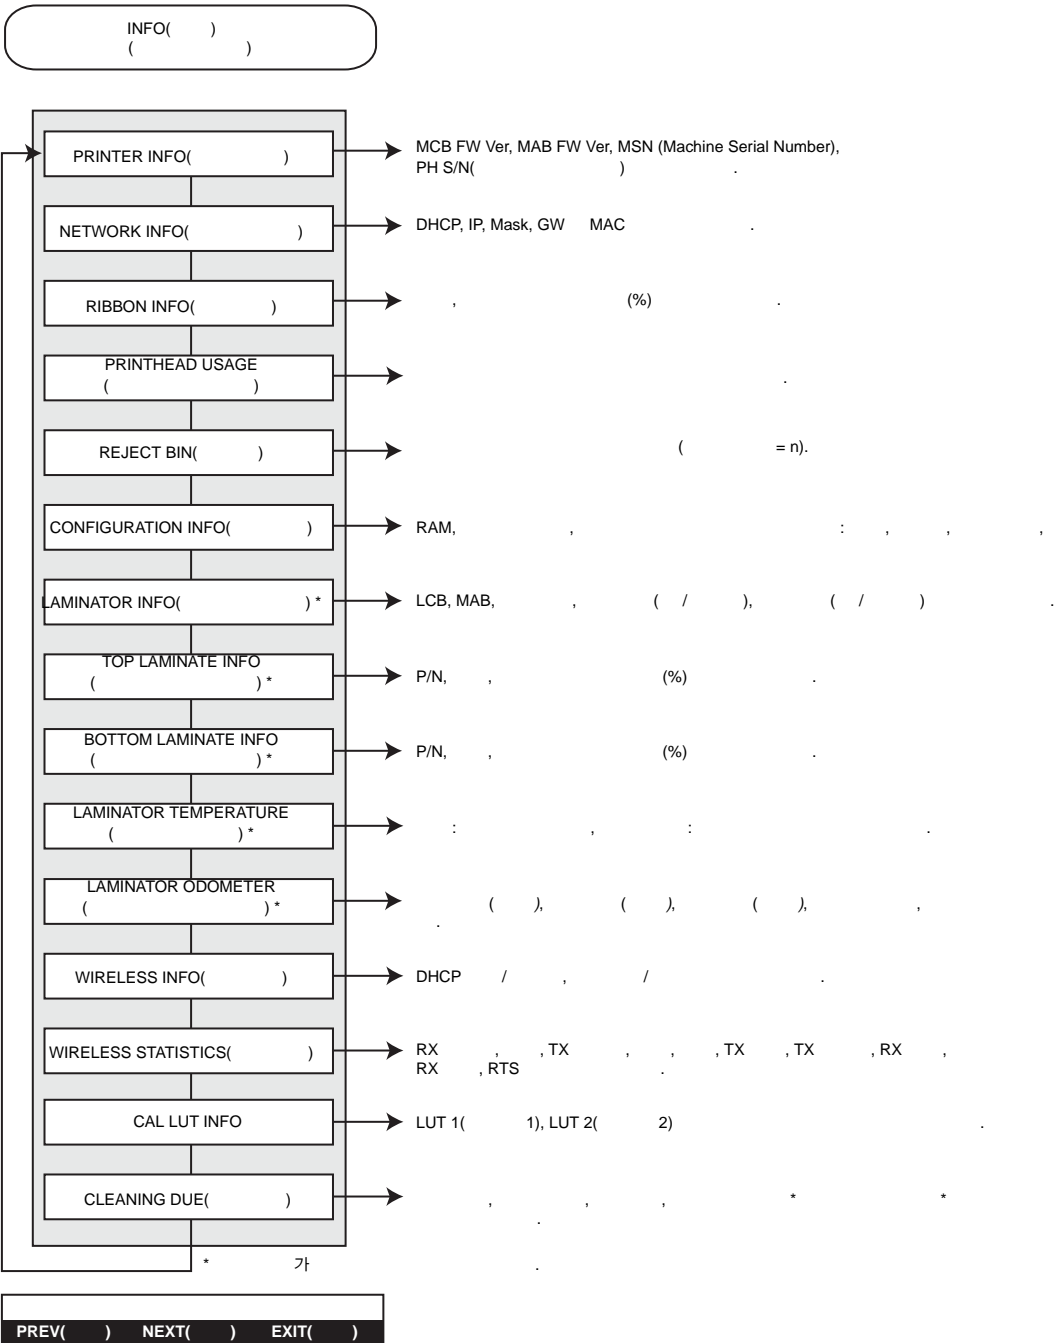 INFO( )
( )
PRINTER INFO( )
MCB FW Ver, MAB FW Ver, MSN (Machine Serial Number),
PH S/N( ) .
NETWORK INFO( )
DHCP, IP, Mask, GW MAC .
RIBBON INFO( )
, (%) .
PRINTHEAD USAGE
( )
.
REJECT BIN( )
( = n).
CONFIGURATION INFO( )
RAM, , : , , ,
LAMINATOR INFO( ) *
LCB, MAB, , ( / ), ( / ) .
TOP LAMINATE INFO
( ) *
P/N, , (%) .
BOTTOM LAMINATE INFO
( ) *
P/N, , (%) .
LAMINATOR TEMPERATURE
( ) *
: , : .
LAMINATOR ODOMETER
( ) *
( ), ( ), ( ), ,
.
WIRELESS INFO( )
DHCP / , / .
WIRELESS STATISTICS( )
RX , , TX , , , TX , TX , RX ,
RX , RTS .
CAL LUT INFO
LUT 1( 1), LUT 2( 2) .
CLEANING DUE( )
, , , * *
.
* 가 .
PREV( ) NEXT( ) EXIT( )